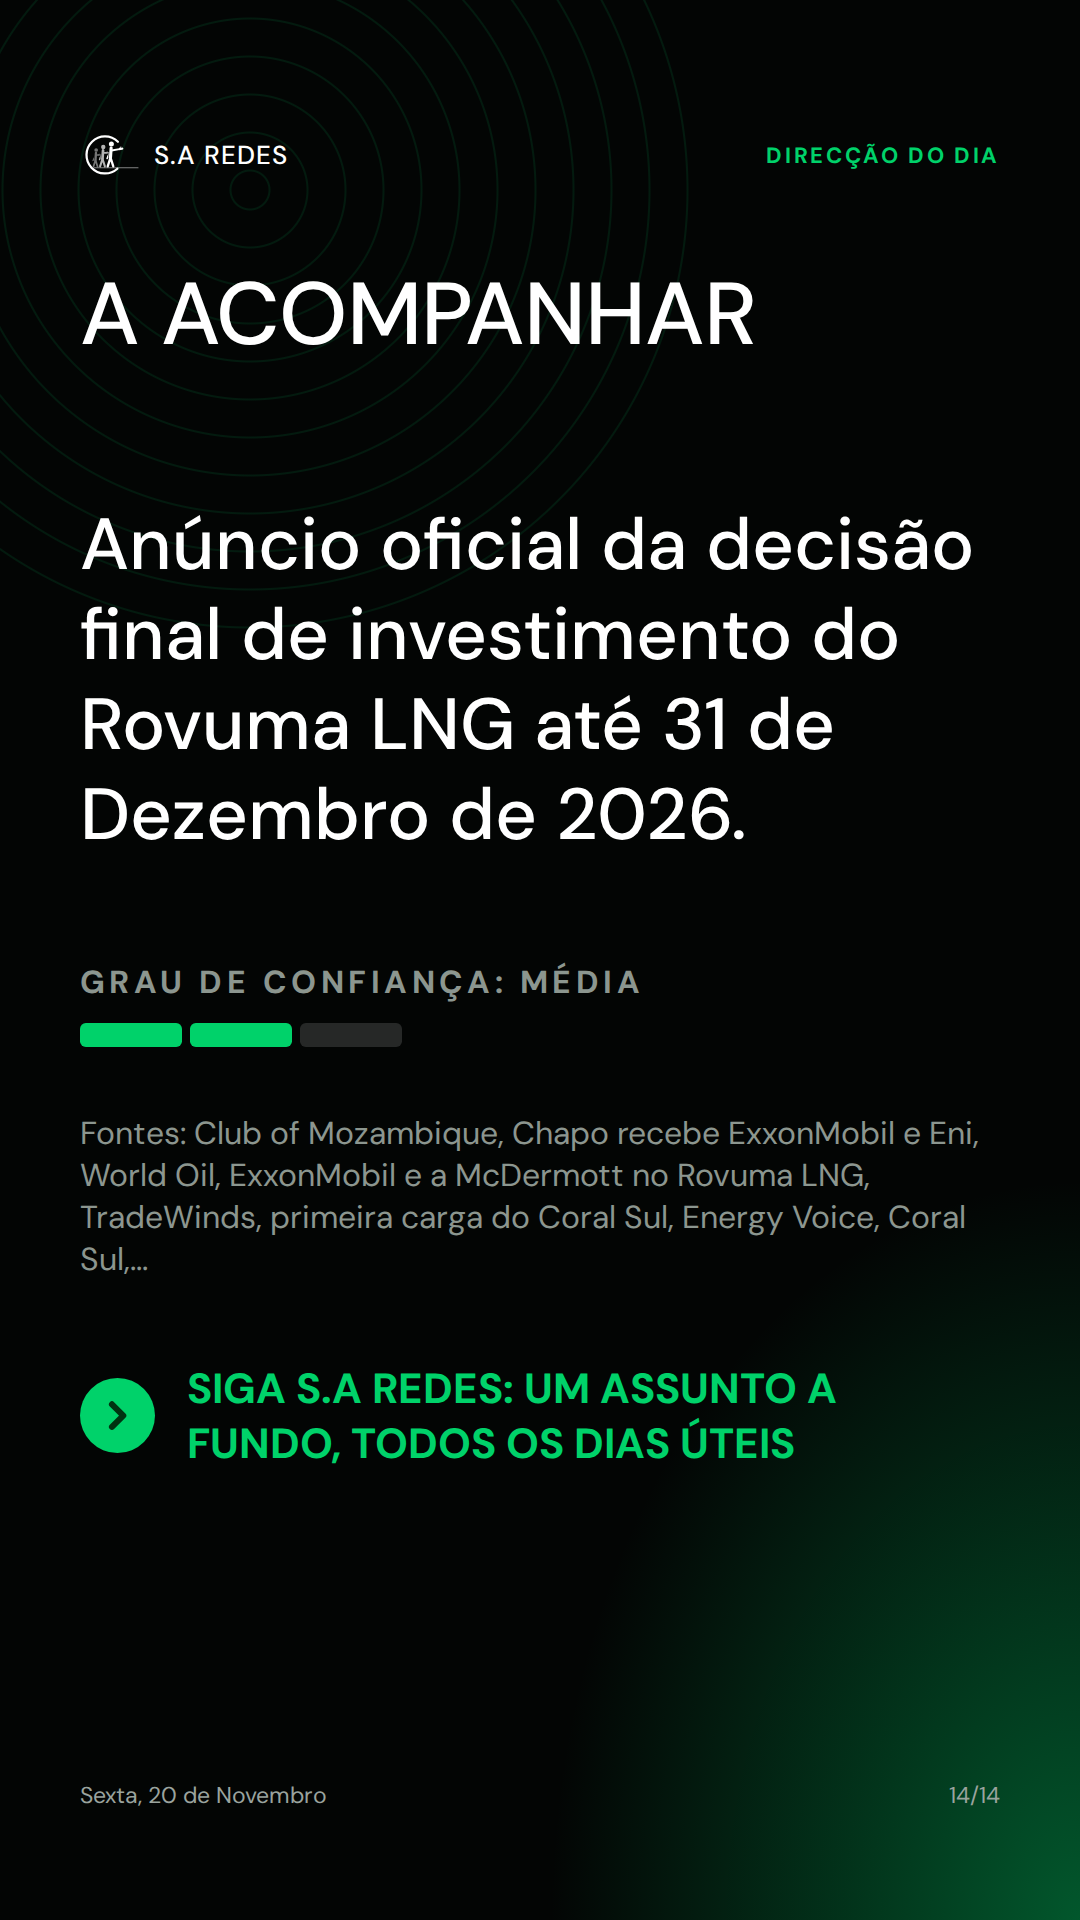 S.A REDES
DIRECÇÃO DO DIA
A ACOMPANHAR
Anúncio oficial da decisão
final de investimento do
Rovuma LNG até 31 de
Dezembro de 2026.
GRAU DE CONFIANÇA: MÉDIA
Fontes: Club of Mozambique, Chapo recebe ExxonMobil e Eni,
World Oil, ExxonMobil e a McDermott no Rovuma LNG,
TradeWinds, primeira carga do Coral Sul, Energy Voice, Coral
Sul,...
SIGA S.A REDES: UM ASSUNTO A
FUNDO, TODOS OS DIAS ÚTEIS
Sexta, 20 de Novembro
14/14